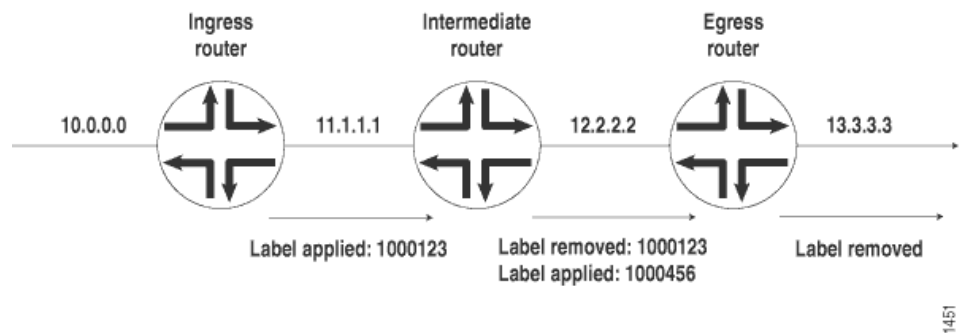 Ingress
router
Intermediate
router
Egress
router
10.0.0.0
11.1.1.1
12.2.2.2
13.3.3.3
Label applied: 1000123
Label removed: 1000123
Label applied: 1000456
Label removed
1451